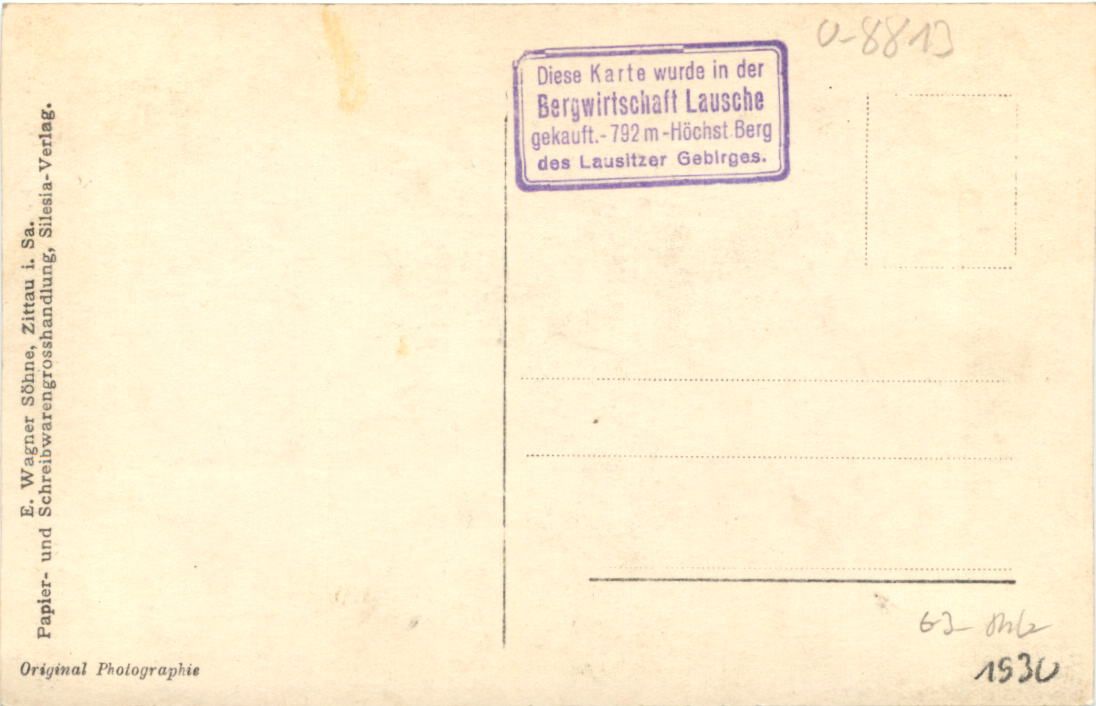 E. Wagner Söhne, Zittau i. Sa.
Papier- und Schreibwarengrosshandlung, Silesia-Verlag.
Original Photographie
Diese Karte wurde in der
Bergwirtschaft Lausche
gekauft.-792 m-Höchst.Berg
des Lausitzer Gebirges.
U-8813
1930